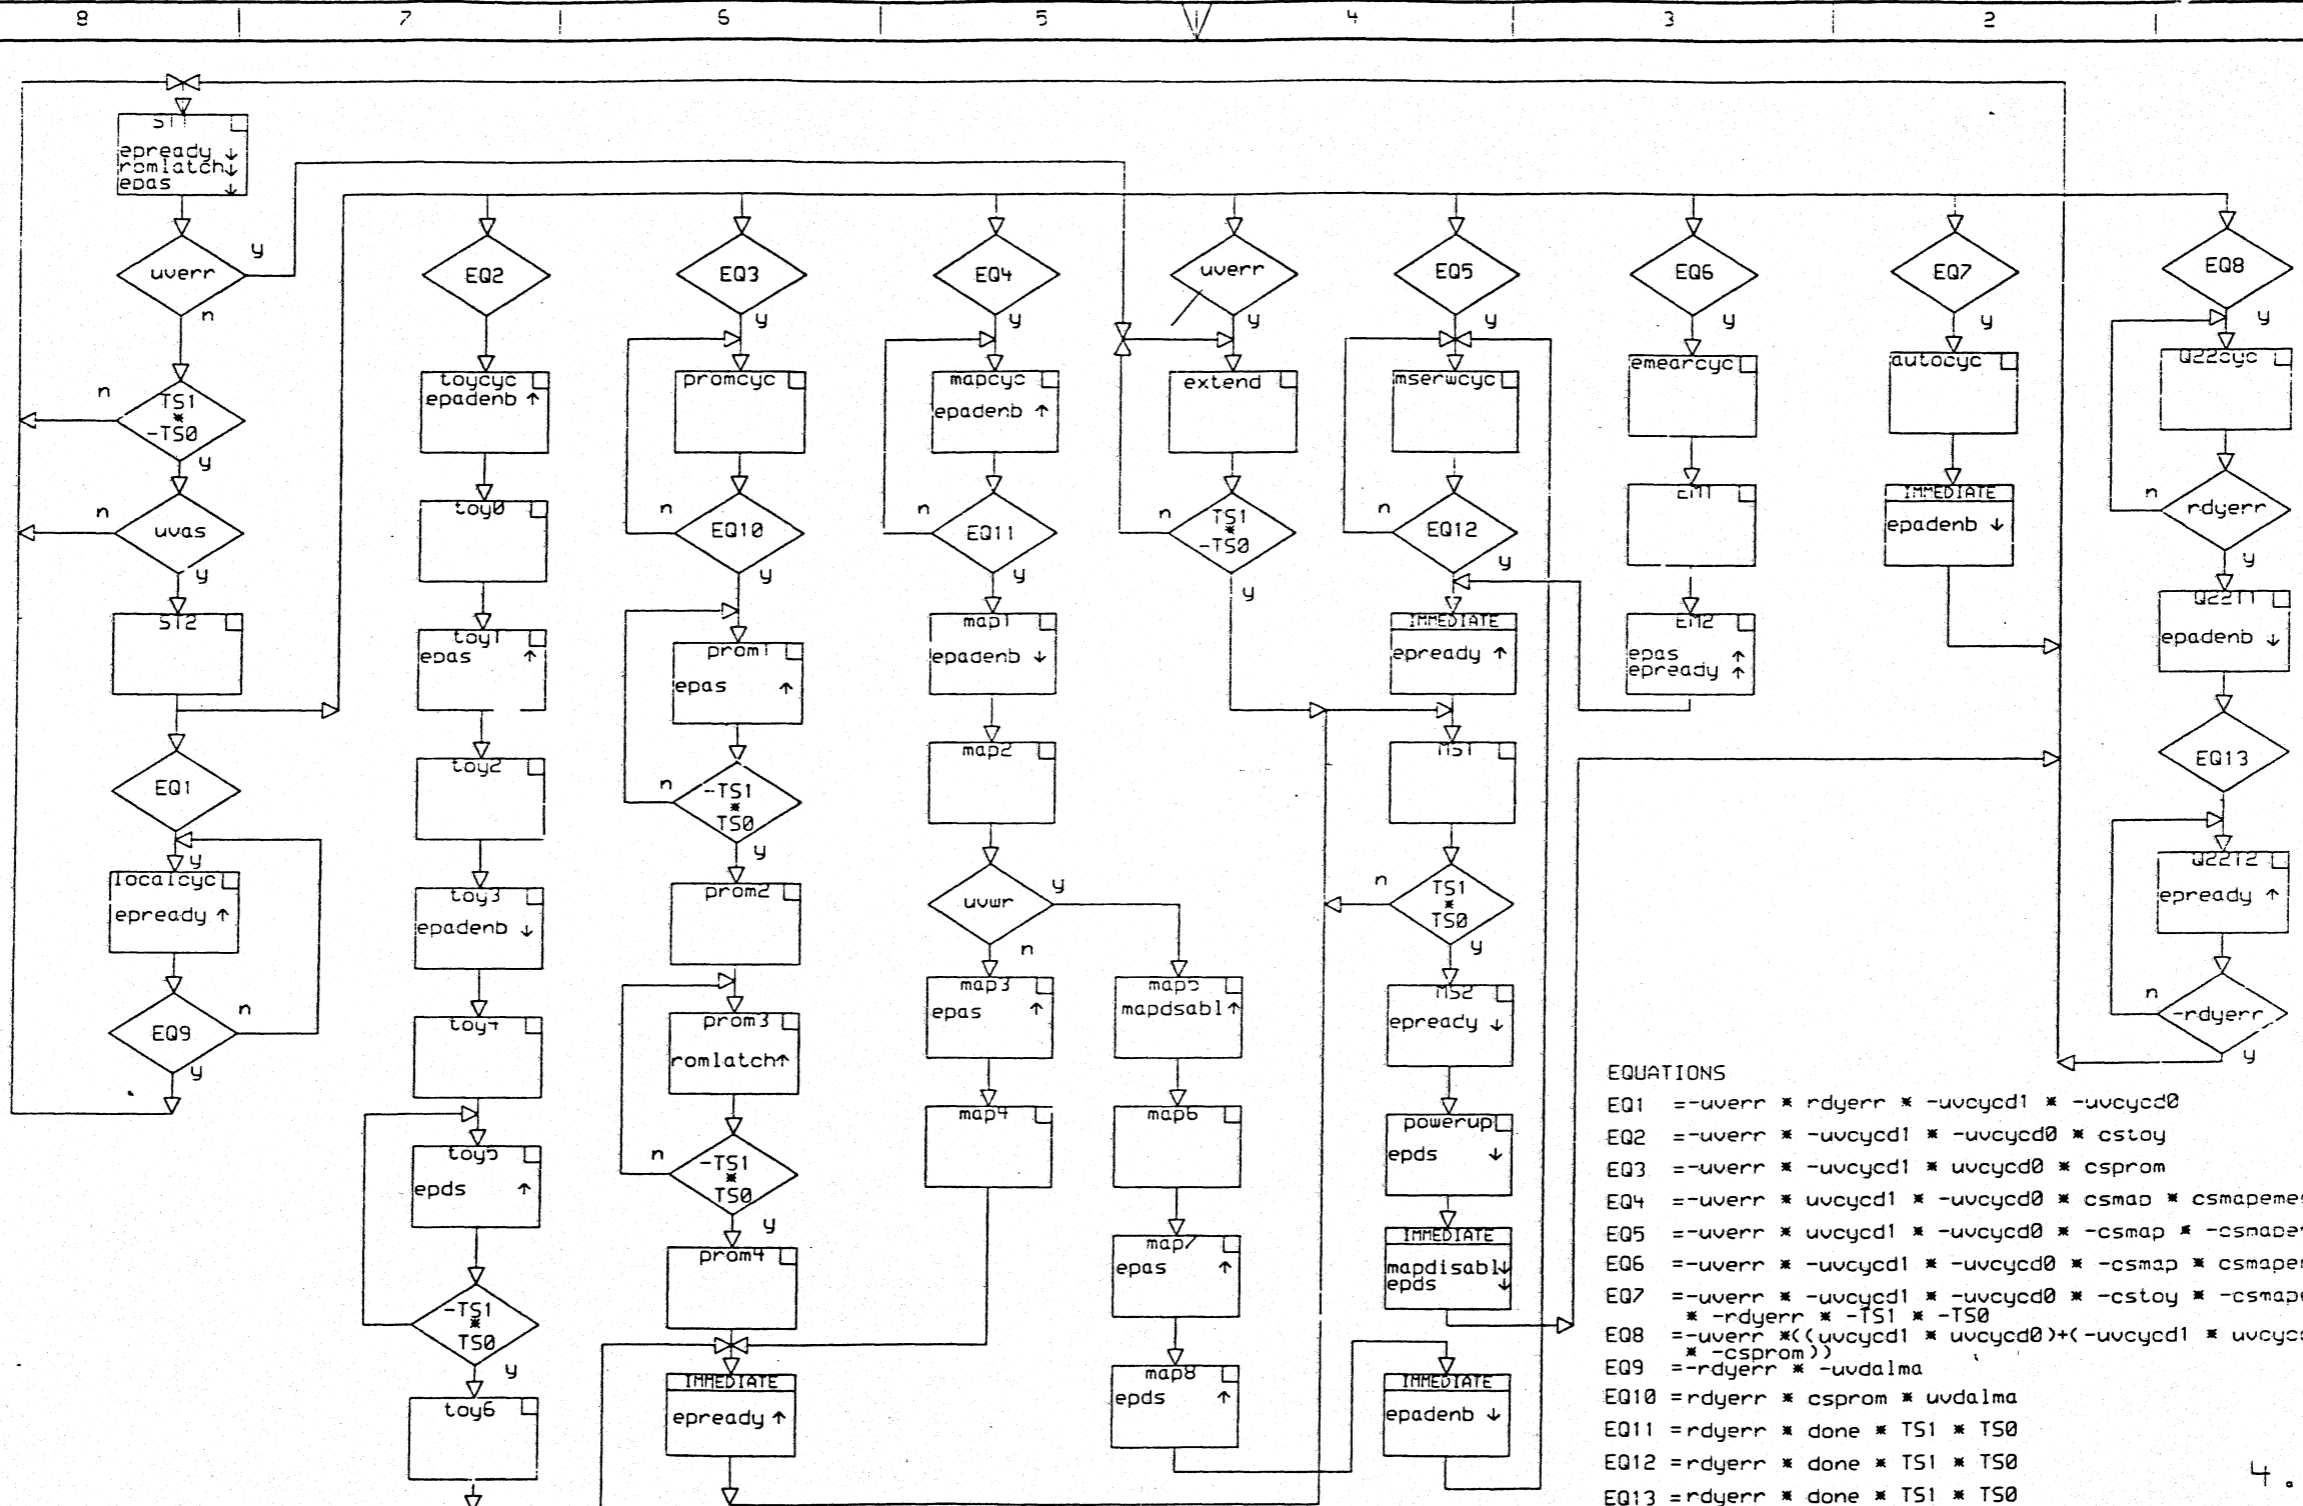 8 7 6 5 4 3 2
ST1
epready ↓
romlatch↓
epas ↓
uverr
y
n
TS1
*
-TS0
n
y
uvas
n
y
ST2
EQ1
y
localcyc
epready ↑
EQ9
n
y
EQ2
toycyc
epadenb ↑
toy0
toy1
epas ↑
toy2
toy3
epadenb ↓
toy4
toy5
epds ↑
-TS1
*
TS0
y
toy6
EQ3
y
promcyc
EQ10
n
y
prom1
epas ↑
-TS1
*
TS0
n
y
prom2
prom3
romlatch↑
-TS1
*
TS0
n
y
prom4
IMMEDIATE
epready ↑
EQ4
y
mapcyc
epadenb ↑
EQ11
n
y
map1
epadenb ↓
map2
uvwr
y
n
map3
epas ↑
map4
map5
mapdsabl↑
map6
map7
epas ↑
map8
epds ↑
uverr
y
extend
TS1
*
-TS0
n
y
EQ5
y
mserwcyc
EQ12
n
y
IMMEDIATE
epready ↑
MS1
TS1
*
TS0
n
y
MS2
epready ↓
powerup
epds ↓
IMMEDIATE
mapdisabl↓
epds ↓
IMMEDIATE
epadenb ↓
EQ6
y
emearcyc
EM1
EM2
epas ↑
epready ↑
EQ7
y
autocyc
IMMEDIATE
epadenb ↓
EQ8
y
Q22cyc
rdyerr
n
y
Q22T1
epadenb ↓
EQ13
Q22T2
epready ↑
-rdyerr
n
y
EQUATIONS
EQ1 =-uverr * rdyerr * -uvcycd1 * -uvcycd0
EQ2 =-uverr * -uvcycd1 * -uvcycd0 * cstoy
EQ3 =-uverr * -uvcycd1 * uvcycd0 * csprom
EQ4 =-uverr * uvcycd1 * -uvcycd0 * csmap * csmapeme
EQ5 =-uverr * uvcycd1 * -uvcycd0 * -csmap * -csmape
EQ6 =-uverr * -uvcycd1 * -uvcycd0 * -csmap * csmape
EQ7 =-uverr * -uvcycd1 * -uvcycd0 * -cstoy * -csmap
* -rdyerr * -TS1 * -TS0
EQ8 =-uverr *((uvcycd1 * uvcycd0)+(-uvcycd1 * uvcyc
* -csprom))
EQ9 =-rdyerr * -uvdalma
EQ10 =rdyerr * csprom * uvdalma
EQ11 =rdyerr * done * TS1 * TS0
EQ12 =rdyerr * done * TS1 * TS0
EQ13 =rdyerr * done * TS1 * TS0
4.